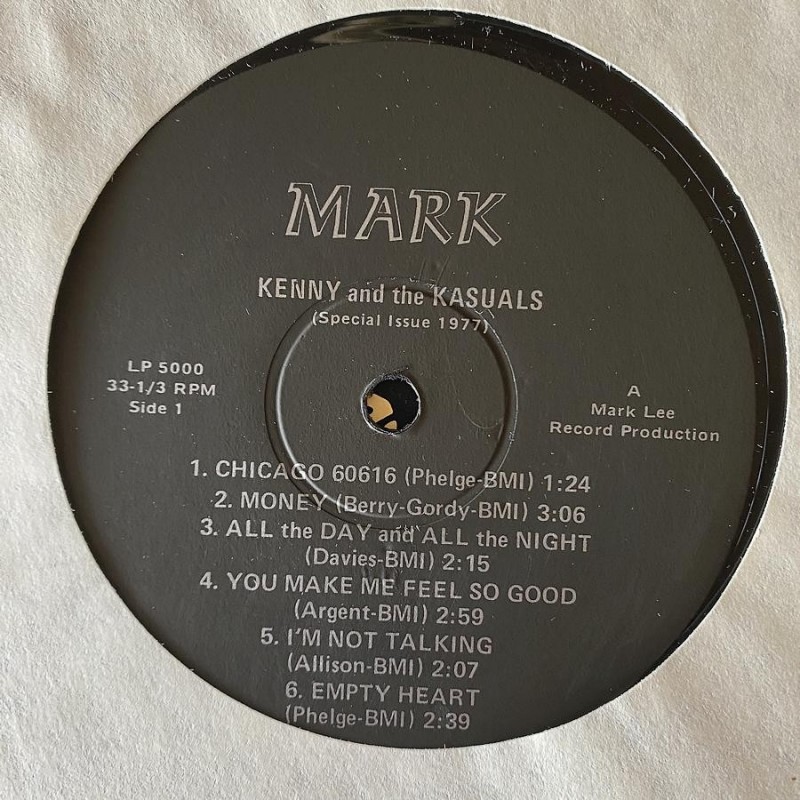 MARK
KENNY and the KASUALS
(Special Issue 1977)
LP 5000
33-1/3 RPM
Side 1
A
Mark Lee
Record Production
1. CHICAGO 60616 (Phelge-BMI) 1:24
2. MONEY (Berry-Gordy-BMI) 3:06
3. ALL the DAY and ALL the NIGHT
(Davies-BMI) 2:15
4. YOU MAKE ME FEEL SO GOOD
(Argent-BMI) 2:59
5. I'M NOT TALKING
(Allison-BMI) 2:07
6. EMPTY HEART
(Phelge-BMI) 2:39